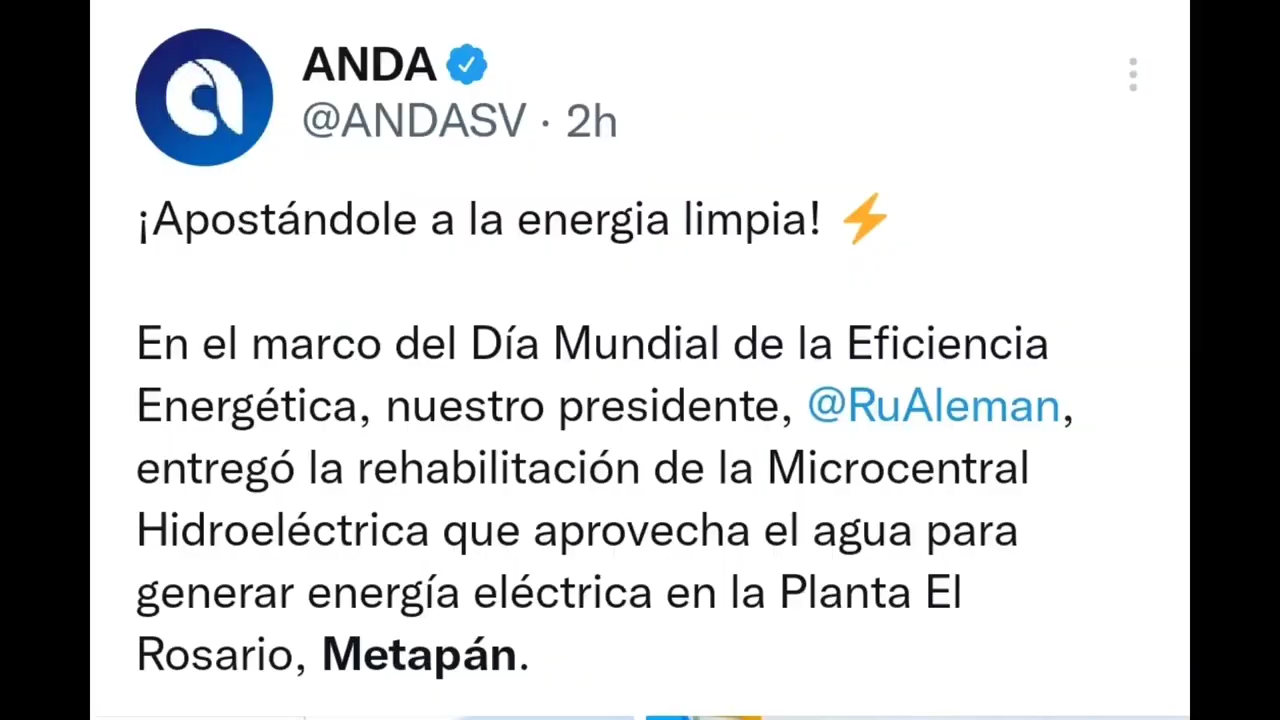 ANDA
@ANDASV · 2h
¡Apostándole a la energia limpia! ⚡
En el marco del Día Mundial de la Eficiencia
Energética, nuestro presidente, @RuAleman,
entregó la rehabilitación de la Microcentral
Hidroeléctrica que aprovecha el agua para
generar energía eléctrica en la Planta El
Rosario, Metapán.